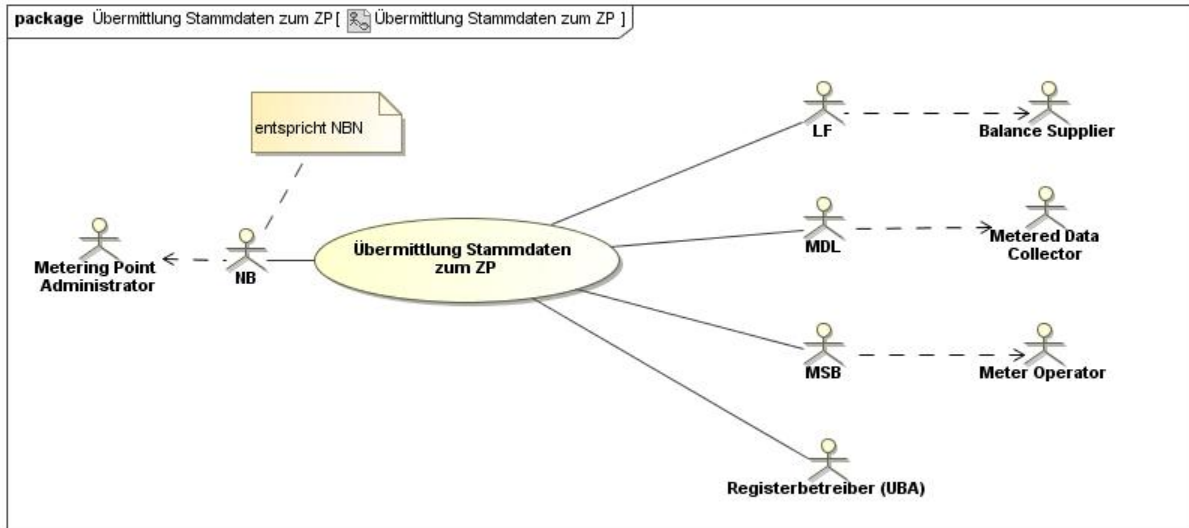 package Übermittlung Stammdaten zum ZP [ Übermittlung Stammdaten zum ZP ]
entspricht NBN
LF
Balance Supplier
MDL
Metered Data
Collector
Metering Point
Administrator
NB
Übermittlung Stammdaten
zum ZP
MSB
Meter Operator
Registerbetreiber (UBA)